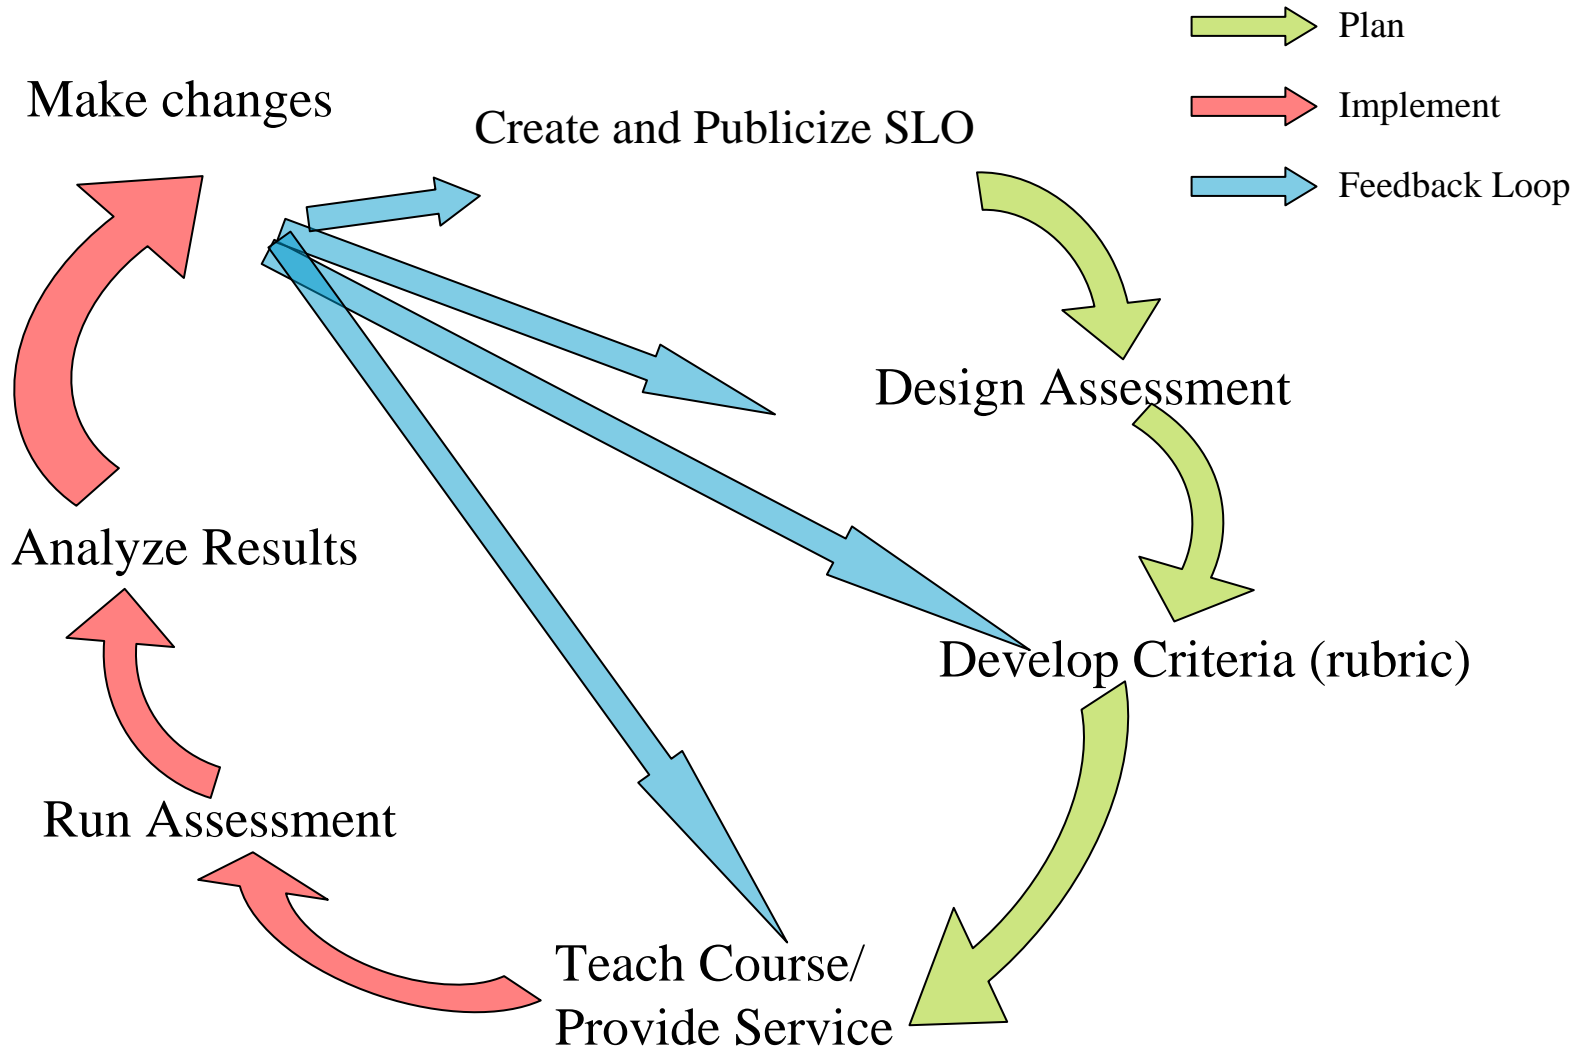 Plan
Make changes
Implement
Create and Publicize SLO
Feedback Loop
Design Assessment
Analyze Results
Develop Criteria (rubric)
Run Assessment
Teach Course/
Provide Service